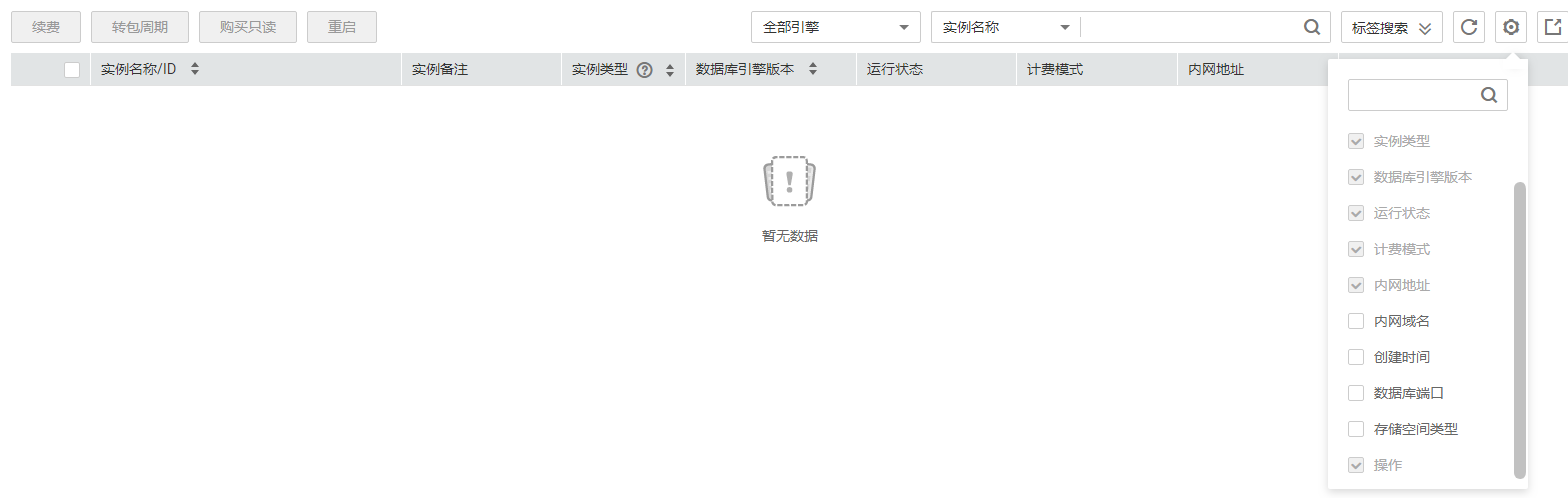 续费 转包周期 购买只读 重启 全部引擎 实例名称 标签搜索
实例名称/ID 实例备注 实例类型 数据库引擎版本 运行状态 计费模式 内网地址
暂无数据
实例类型
数据库引擎版本
运行状态
计费模式
内网地址
内网域名
创建时间
数据库端口
存储空间类型
操作